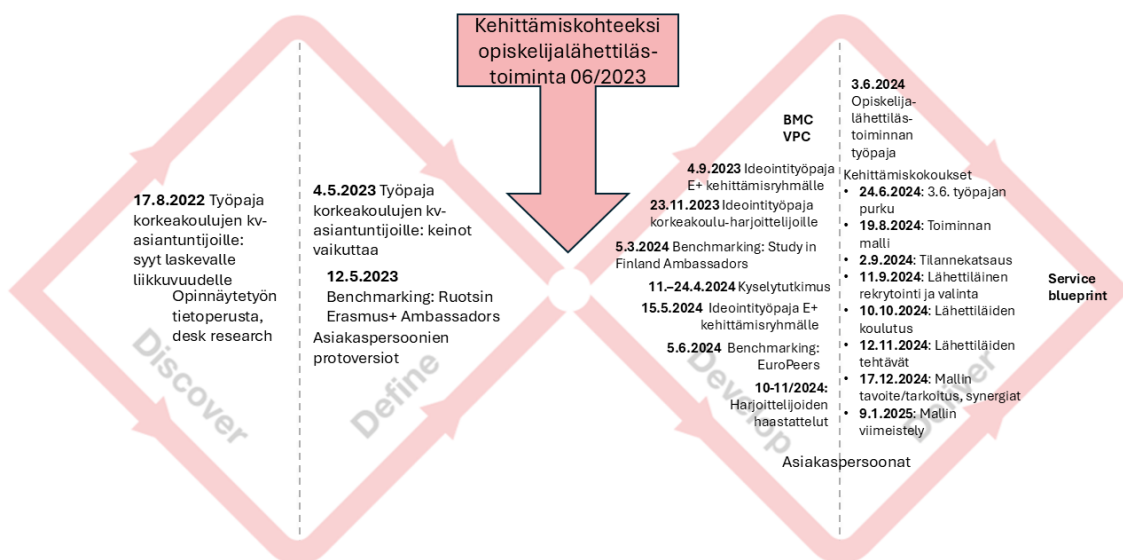 Kehittämiskohteeksi
opiskelijalähettiläs-
toiminta 06/2023
17.8.2022 Työpaja
korkeakoulujen kv-
asiantuntijoille:
syyt laskevalle
liikkuvuudelle
Opinnäytetyön
tietoperusta,
desk research
Discover
4.5.2023 Työpaja
korkeakoulujen kv-
asiantuntijoille: keinot
vaikuttaa
12.5.2023
Benchmarking: Ruotsin
Erasmus+ Ambassadors
Asiakaspersoonien
protoversiot
Define
BMC
VPC
4.9.2023 Ideointityöpaja
E+ kehittämisryhmälle
23.11.2023 Ideointityöpaja
korkeakoulu-harjoittelijoille
5.3.2024 Benchmarking: Study in
Finland Ambassadors
11.–24.4.2024 Kyselytutkimus
15.5.2024 Ideointityöpaja E+
kehittämisryhmälle
5.6.2024 Benchmarking:
EuroPeers
10-11/2024:
Harjoittelijoiden
haastattelut
Develop
3.6.2024
Opiskelija-
lähettiläs-
toiminnan
työpaja
Kehittämiskokoukset
• 24.6.2024: 3.6. työpajan
purku
• 19.8.2024: Toiminnan
malli
• 2.9.2024: Tilannekatsaus
• 11.9.2024: Lähettiläinen
rekrytointi ja valinta
• 10.10.2024: Lähettiläiden
koulutus
• 12.11.2024: Lähettiläiden
tehtävät
• 17.12.2024: Mallin
tavoite/tarkoitus, synergiat
• 9.1.2025: Mallin
viimeistely
Deliver
Service
blueprint
Asiakaspersoonat